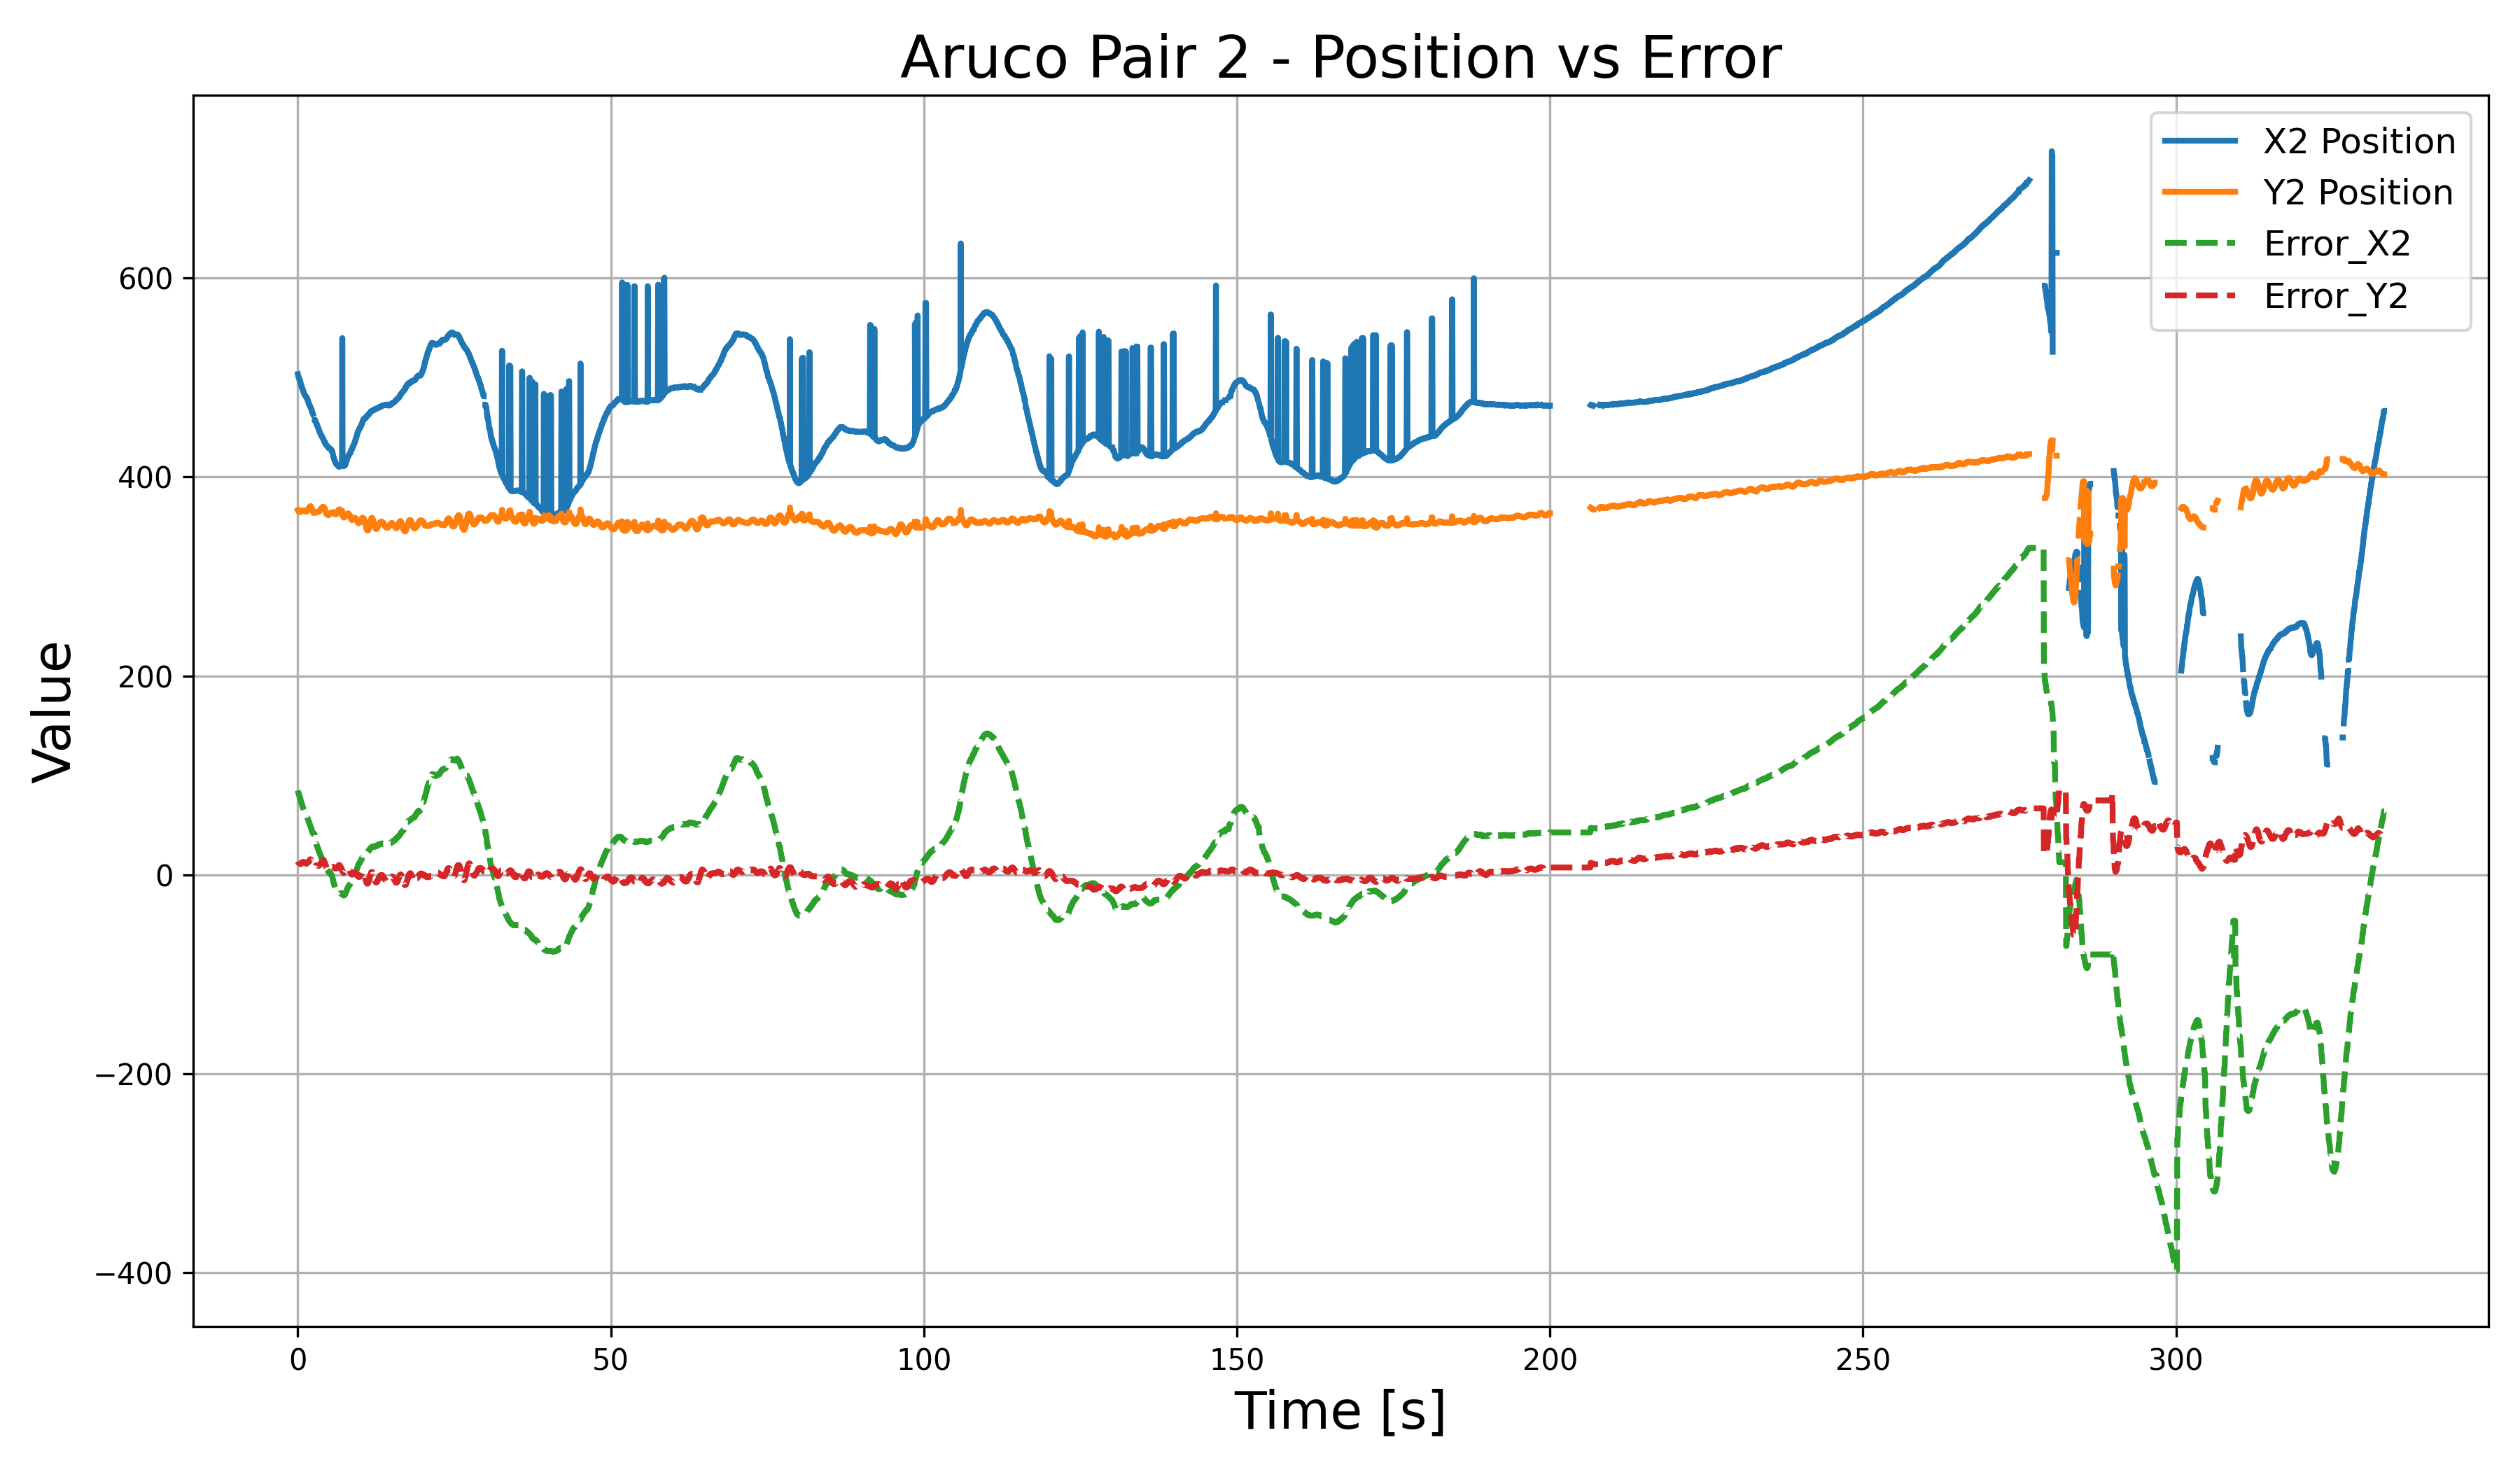 Aruco Pair 2 - Position vs Error
X2 Position
Y2 Position
Error_X2
Error_Y2
Value
600
400
200
0
−200
−400
0
50
100
150
200
250
300
Time [s]